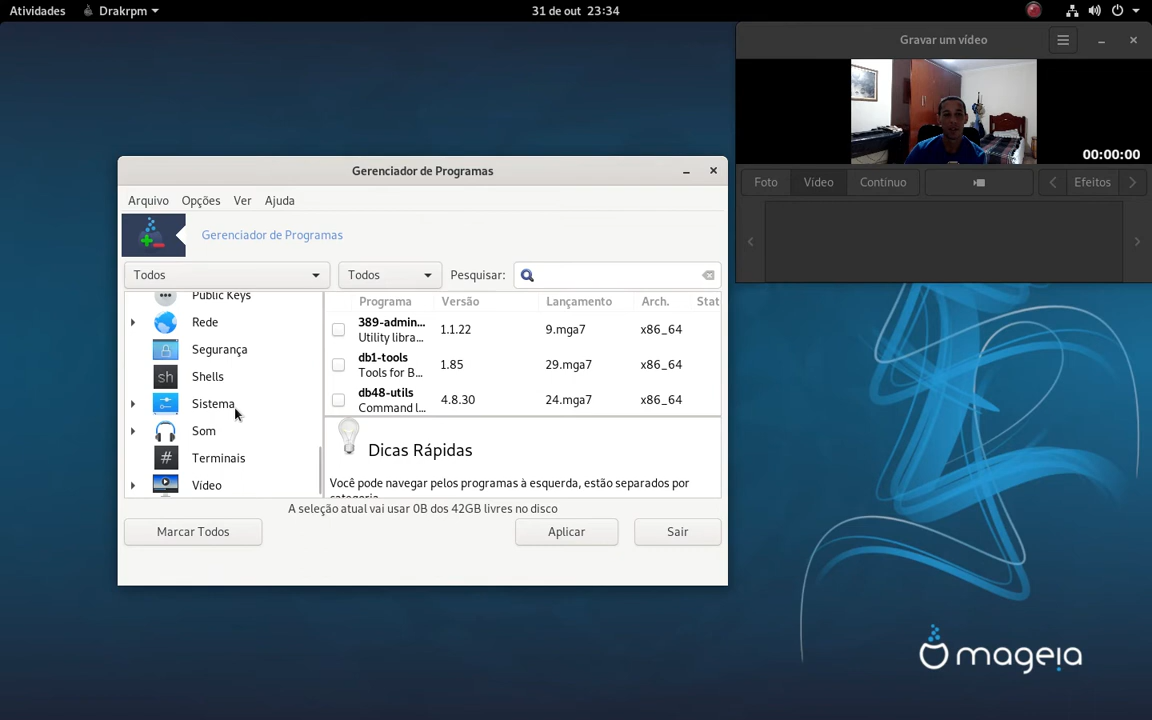 Atividades Drakrpm 31 de out 23:34
Gravar um vídeo
00:00:00
Foto Vídeo Contínuo Efeitos
Gerenciador de Programas
Arquivo Opções Ver Ajuda
Gerenciador de Programas
Todos Todos Pesquisar:
Programa Versão Lançamento Arch. Stat
389-admin... 1.1.22 9.mga7 x86_64
Utility libra...
db1-tools 1.85 29.mga7 x86_64
Tools for B...
db48-utils 4.8.30 24.mga7 x86_64
Command l...
Public Keys
Rede
Segurança
sh Shells
Sistema
Som
# Terminais
Vídeo
Dicas Rápidas
Você pode navegar pelos programas à esquerda, estão separados por
categoria
A seleção atual vai usar 0B dos 42GB livres no disco
Marcar Todos Aplicar Sair
mageia